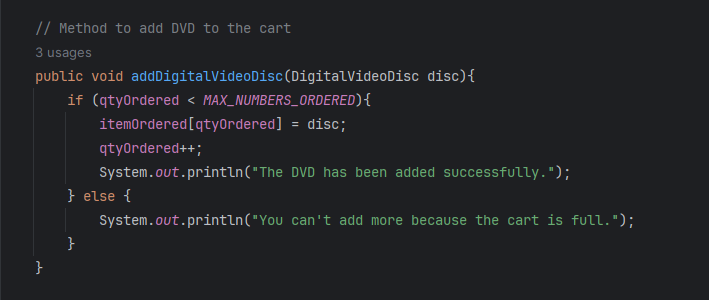 // Method to add DVD to the cart
3 usages
public void addDigitalVideoDisc(DigitalVideoDisc disc){
    if (qtyOrdered < MAX_NUMBERS_ORDERED){
        itemOrdered[qtyOrdered] = disc;
        qtyOrdered++;
        System.out.println("The DVD has been added successfully.");
    } else {
        System.out.println("You can't add more because the cart is full.");
    }
}